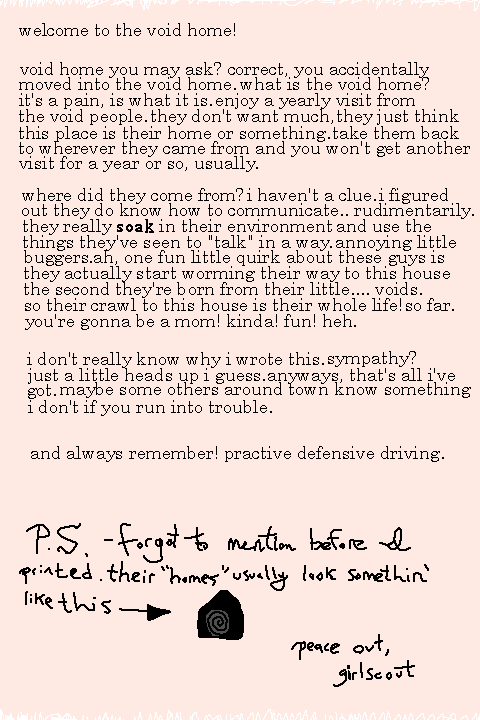 welcome to the void home!
void home you may ask? correct, you accidentally
moved into the void home.what is the void home?
it's a pain, is what it is.enjoy a yearly visit from
the void people.they don't want much,they just think
this place is their home or something.take them back
to wherever they came from and you won't get another
visit for a year or so, usually.
where did they come from?i haven't a clue.i figured
out they do know how to communicate.. rudimentarily.
they really soak in their environment and use the
things they've seen to "talk" in a way.annoying little
buggers.ah, one fun little quirk about these guys is
they actually start worming their way to this house
the second they're born from their little.... voids.
so their crawl to this house is their whole life!so far.
you're gonna be a mom! kinda! fun! heh.
i don't really know why i wrote this.sympathy?
just a little heads up i guess.anyways, that's all i've
got.maybe some others around town know something
i don't if you run into trouble.
and always remember! practive defensive driving.
P.S. -forgot to mention before I
printed. their "homes" usually look somethin'
like this
peace out,
girlscout